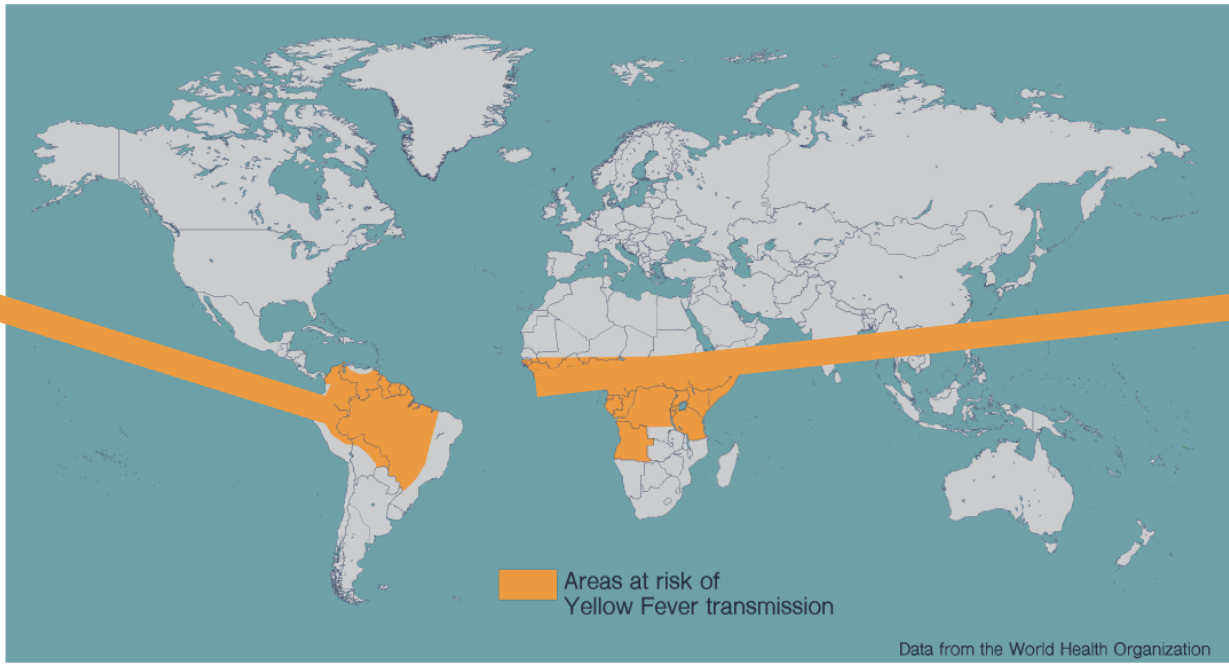 Areas at risk of
Yellow Fever transmission
Data from the World Health Organization